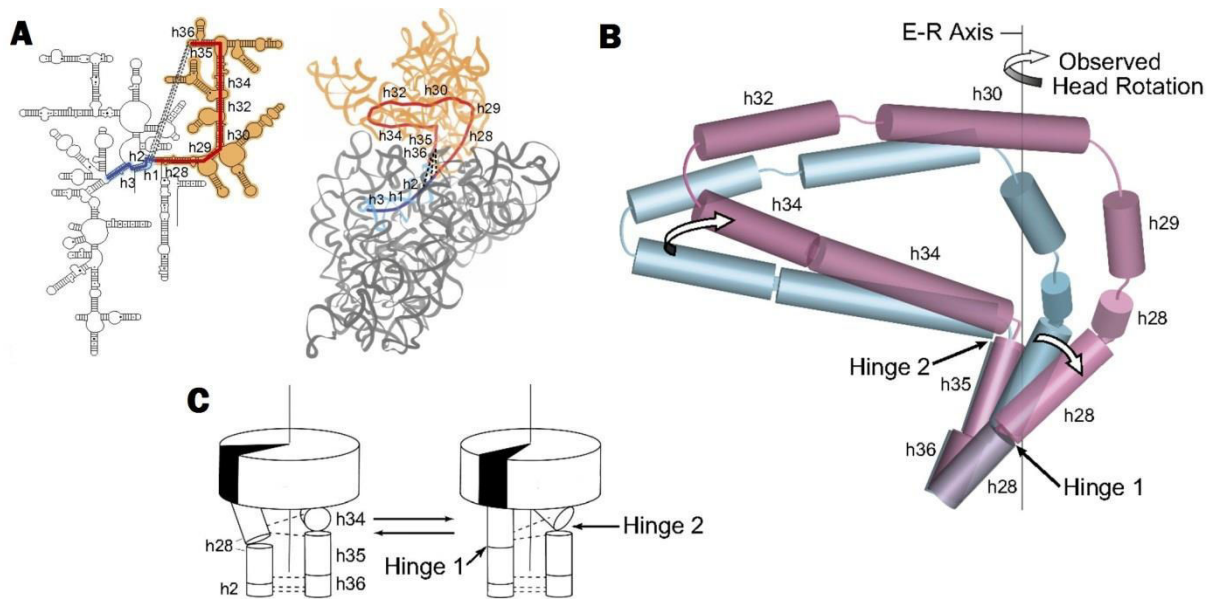 A
h36
h35
h34
h32
h30
h29
h2
h1
h28
h3
h32
h30
h29
h34
h28
h35
h36
h2
h1
h3
B
E-R Axis
Observed
Head Rotation
h32
h30
h34
h29
h34
h28
Hinge 2
h35
h28
h36
h28
Hinge 1
C
h34
Hinge 2
h28
Hinge 1
h35
h2
h36